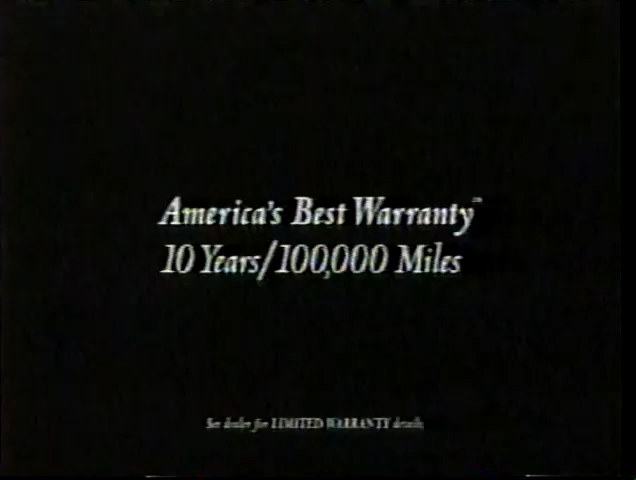 America's Best Warranty™
10 Years/100,000 Miles
See dealer for LIMITED WARRANTY details